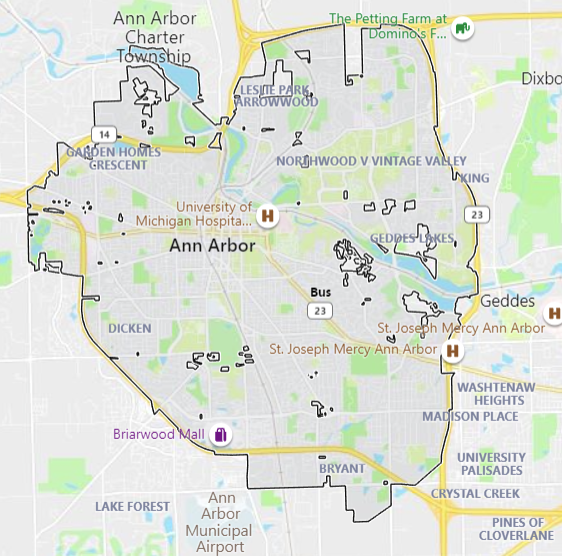 Ann Arbor
Charter
Township
The Petting Farm at
Domino's F...
Dixbo
LESLIE PARK
ARROWWOOD
14
GARDEN HOMES
CRESCENT
NORTHWOOD V VINTAGE VALLEY
KING
University of
Michigan Hospita...
H
23
Ann Arbor
GEDDES LAKES
Bus
23
Geddes
H
DICKEN
St. Joseph Mercy Ann Arbor
St. Joseph Mercy Ann Arbor
H
WASHTENAW
HEIGHTS
MADISON PLACE
Briarwood Mall
BRYANT
UNIVERSITY
PALISADES
CRYSTAL CREEK
LAKE FOREST
Ann
Arbor
Municipal
Airport
PINES OF
CLOVERLANE